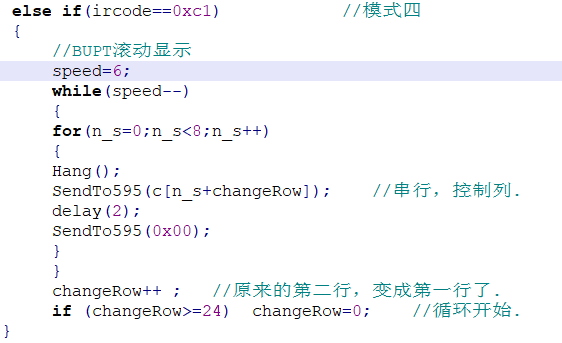 else if(ircode==0xc1)            //模式四
{
    //BUPT滚动显示
    speed=6;
    while(speed--)
    {
    for(n_s=0;n_s<8;n_s++)
    {
    Hang();
    SendTo595(c[n_s+changeRow]);    //串行，控制列.
    delay(2);
    SendTo595(0x00);
    }
    }
    changeRow++ ;   //原来的第二行，变成第一行了.
    if (changeRow>=24)  changeRow=0;    //循环开始.
}